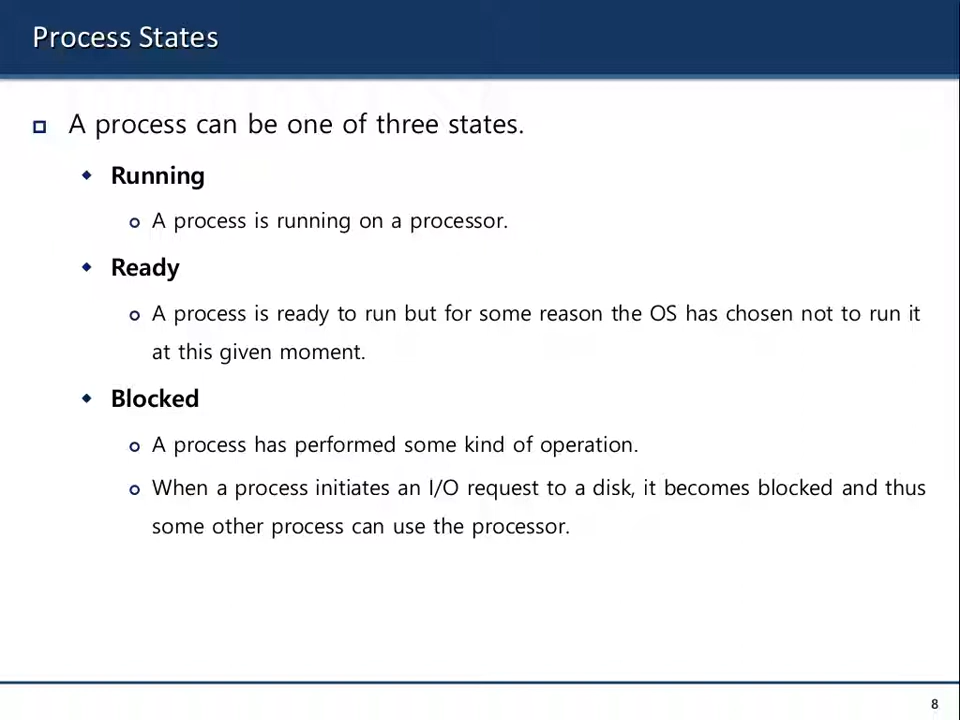 Process States
A process can be one of three states.
Running
A process is running on a processor.
Ready
A process is ready to run but for some reason the OS has chosen not to run it
at this given moment.
Blocked
A process has performed some kind of operation.
When a process initiates an I/O request to a disk, it becomes blocked and thus
some other process can use the processor.
8